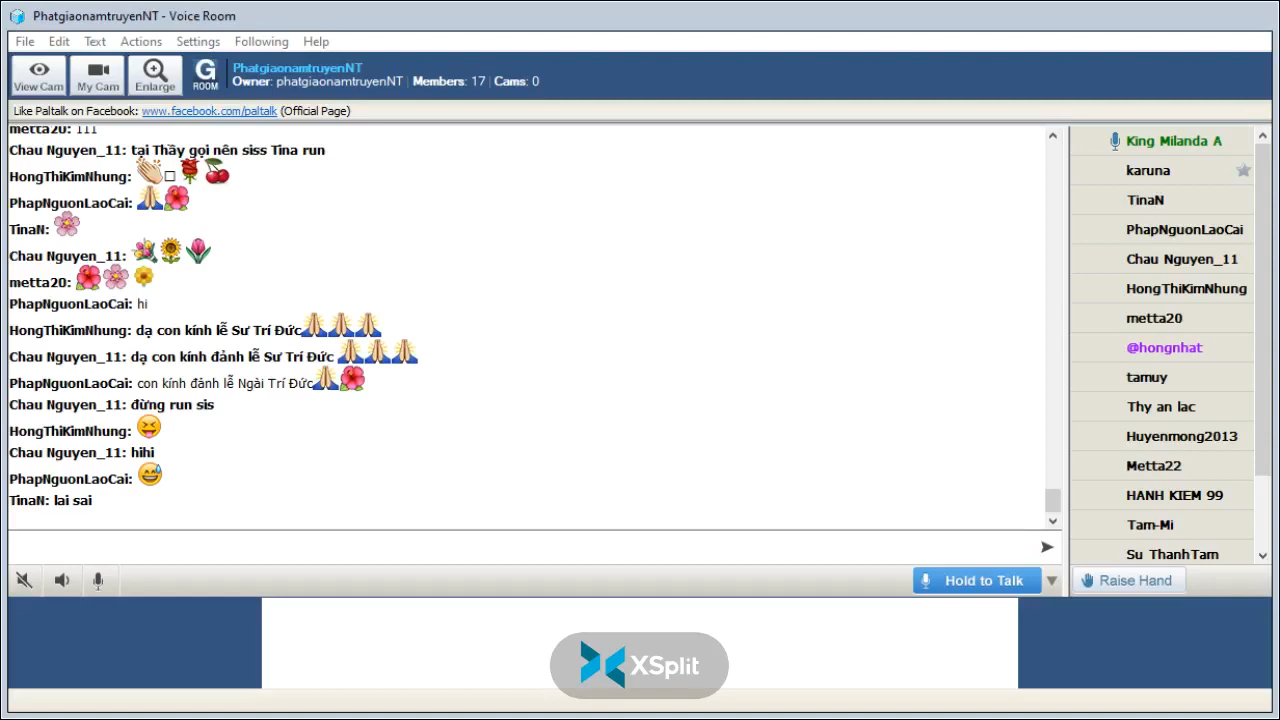 PhatgiaonamtruyenNT - Voice Room
File Edit Text Actions Settings Following Help
View Cam My Cam Enlarge G ROOM
PhatgiaonamtruyenNT
Owner: phatgiaonamtruyenNT Members: 17 Cams: 0
Like Paltalk on Facebook: www.facebook.com/paltalk (Official Page)
metta20: 111
Chau Nguyen_11: tại Thầy gọi nên siss Tina run
HongThiKimNhung: 👏□🌹🍒
PhapNguonLaoCai: 🙏🌺
TinaN: 🌸
Chau Nguyen_11: 💐🌻🌷
metta20: 🌺🌸🌼
PhapNguonLaoCai: hi
HongThiKimNhung: dạ con kính lễ Sư Trí Đức🙏🙏🙏
Chau Nguyen_11: dạ con kính đảnh lễ Sư Trí Đức 🙏🙏🙏
PhapNguonLaoCai: con kính đảnh lễ Ngài Trí Đức🙏🌺
Chau Nguyen_11: đừng run sis
HongThiKimNhung: 😝
Chau Nguyen_11: hihi
PhapNguonLaoCai: 😅
TinaN: lai sai
King Milanda A
karuna
TinaN
PhapNguonLaoCai
Chau Nguyen_11
HongThiKimNhung
metta20
@hongnhat
tamuy
Thy an lac
Huyenmong2013
Metta22
HANH KIEM 99
Tam-Mi
Su ThanhTam
Hold to Talk
Raise Hand
XSplit